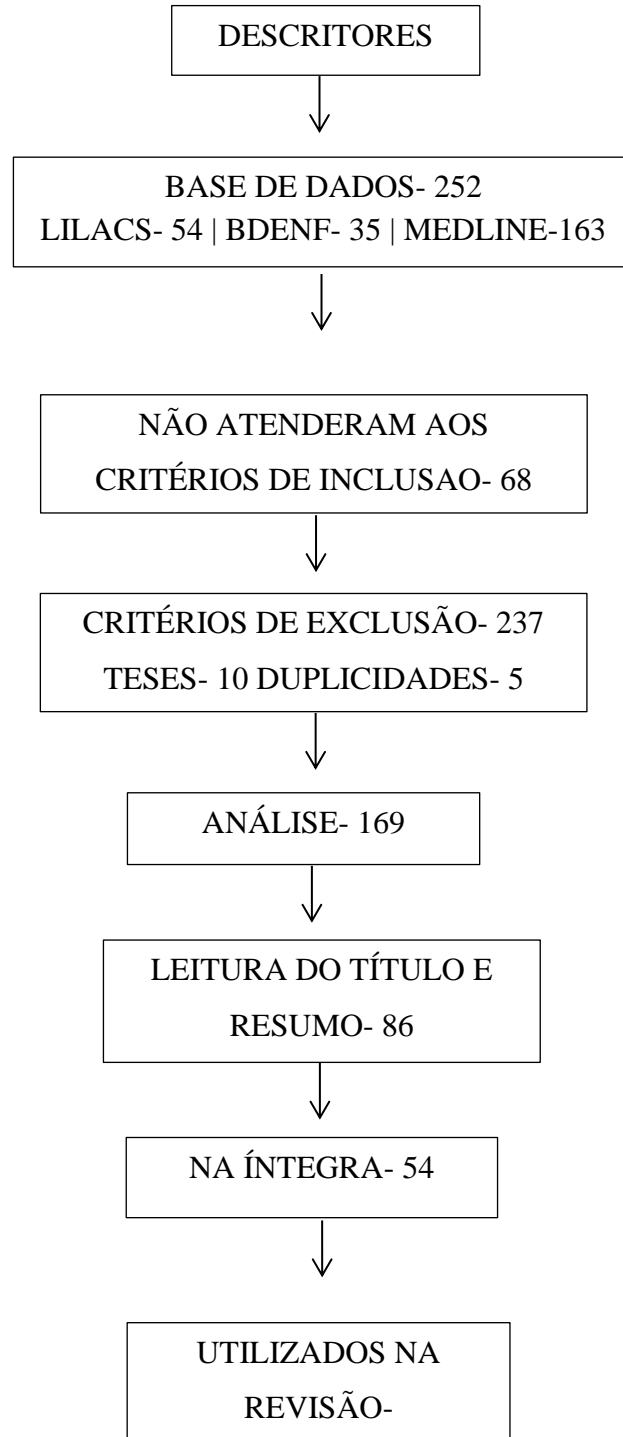 DESCRITORES
BASE DE DADOS- 252
LILACS- 54 | BDENF- 35 | MEDLINE-163
NÃO ATENDERAM AOS
CRITÉRIOS DE INCLUSAO- 68
CRITÉRIOS DE EXCLUSÃO- 237
TESES- 10 DUPLICIDADES- 5
ANÁLISE- 169
LEITURA DO TÍTULO E
RESUMO- 86
NA ÍNTEGRA- 54
UTILIZADOS NA
REVISÃO-